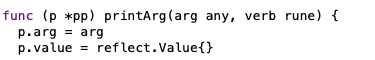 func (p *pp) printArg(arg any, verb rune) {
  p.arg = arg
  p.value = reflect.Value{}